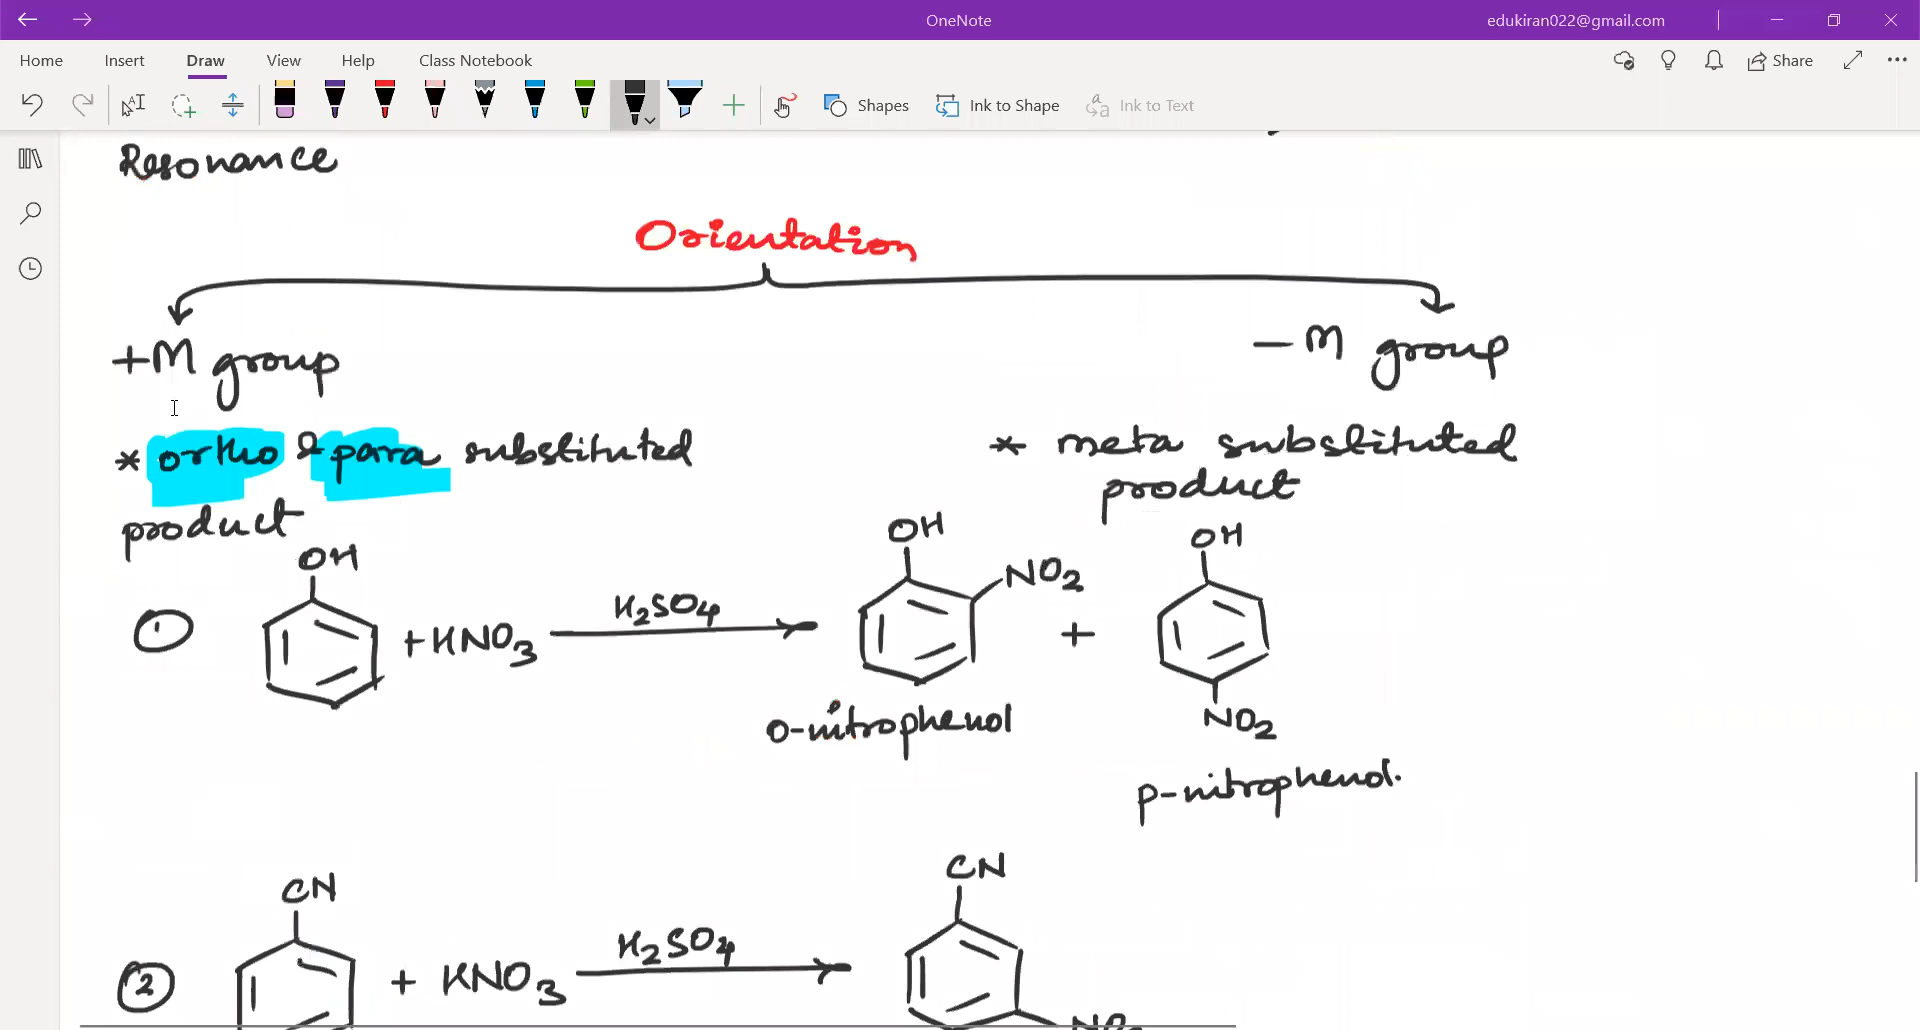 OneNote
edukiran022@gmail.com
Home Insert Draw View Help Class Notebook
Share
Shapes Ink to Shape Ink to Text
Resonance
Orientation
+M group
-M group
* ortho & para substituted
product
* meta substituted
product
OH
OH
OH
NO2
① + HNO3 H2SO4 +
o-nitrophenol
NO2
p-nitrophenol.
CN
CN
② + HNO3 H2SO4